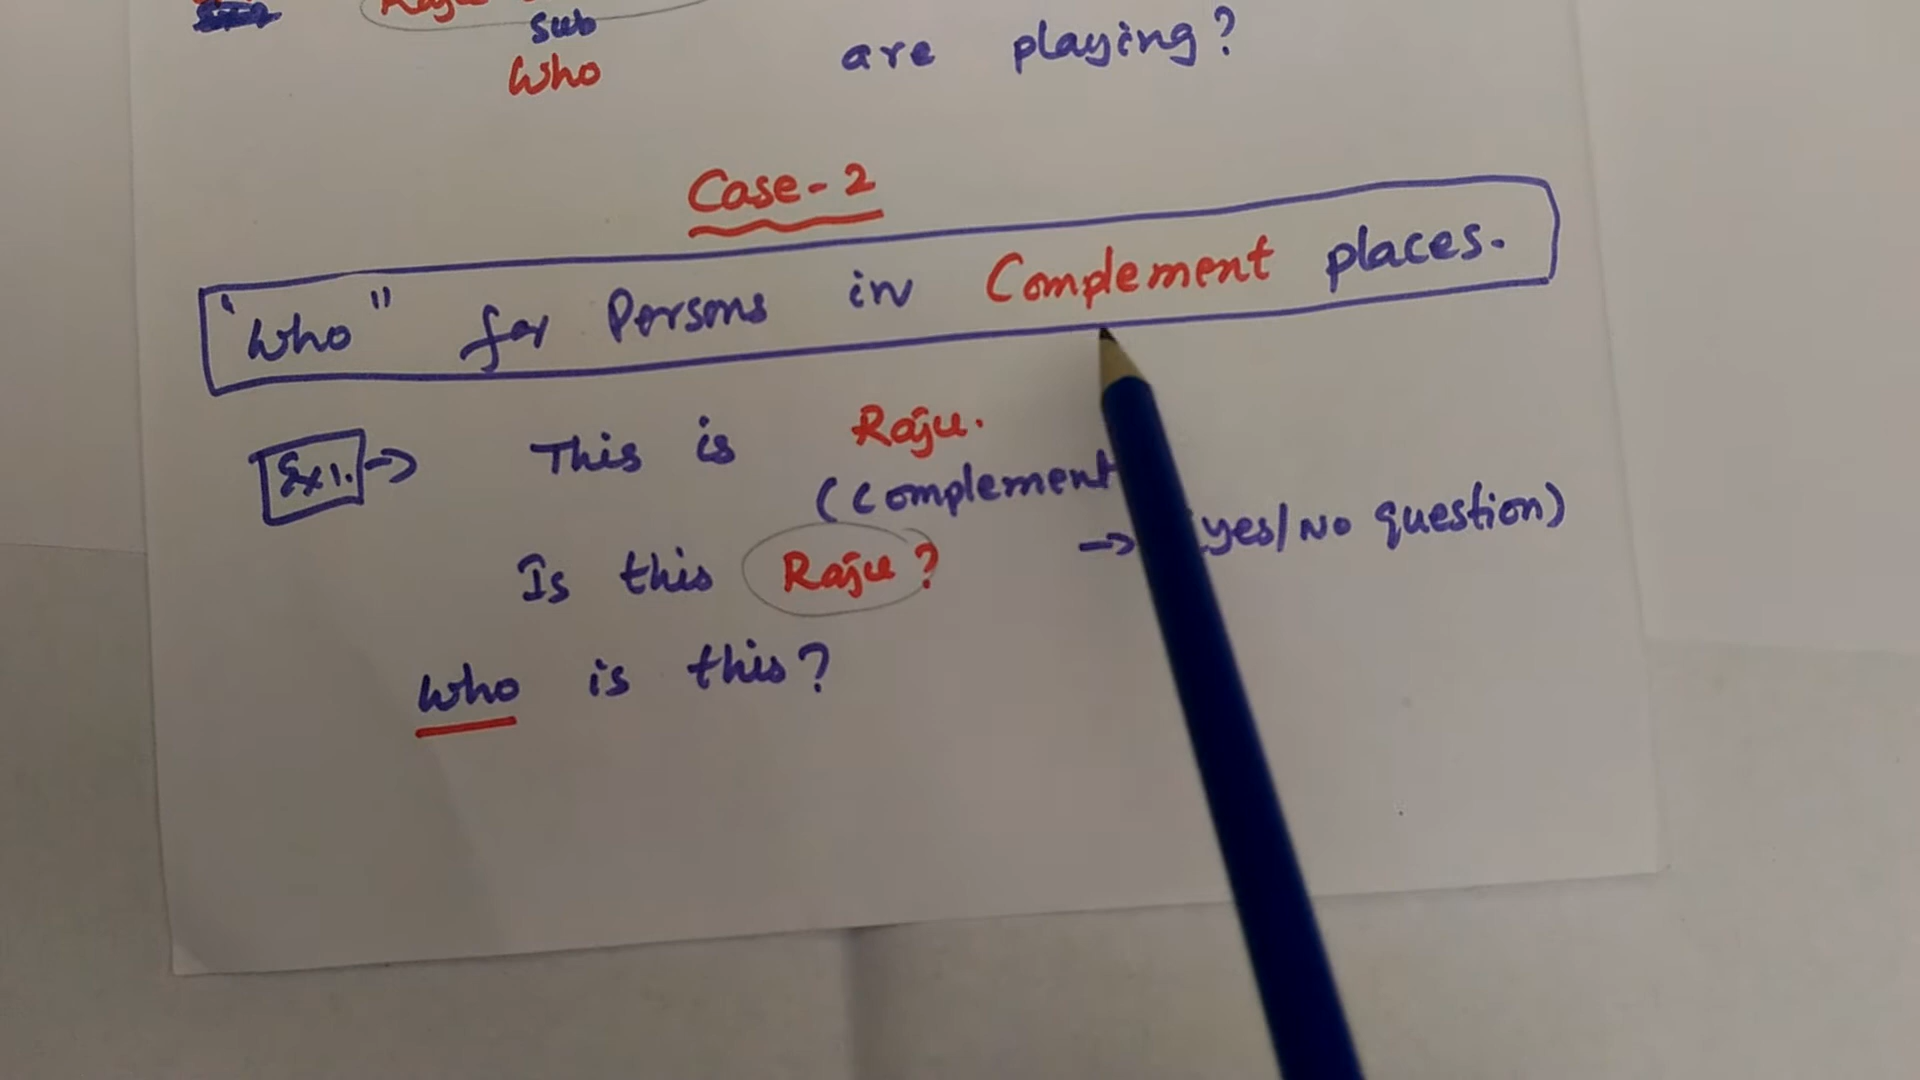 Sub
Who are playing?
Case-2
"Who" for Persons in Complement places.
Ex1. → This is Raju.
(Complement
Is this Raju? → (yes/No question)
Who is this?